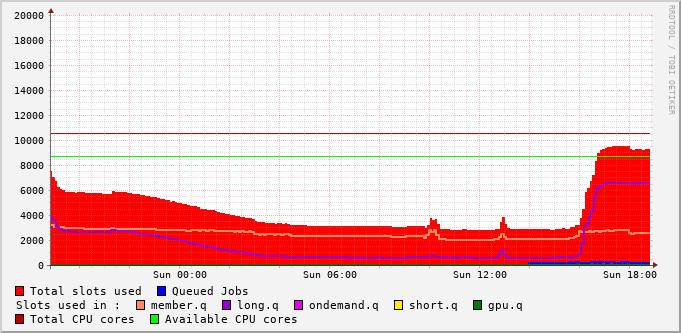 20000
18000
16000
14000
12000
10000
8000
6000
4000
2000
0
Sun 00:00 Sun 06:00 Sun 12:00 Sun 18:00
Total slots used Queued Jobs
Slots used in : member.q long.q ondemand.q short.q gpu.q
Total CPU cores Available CPU cores
RRDTOOL / TOBI OETIKER